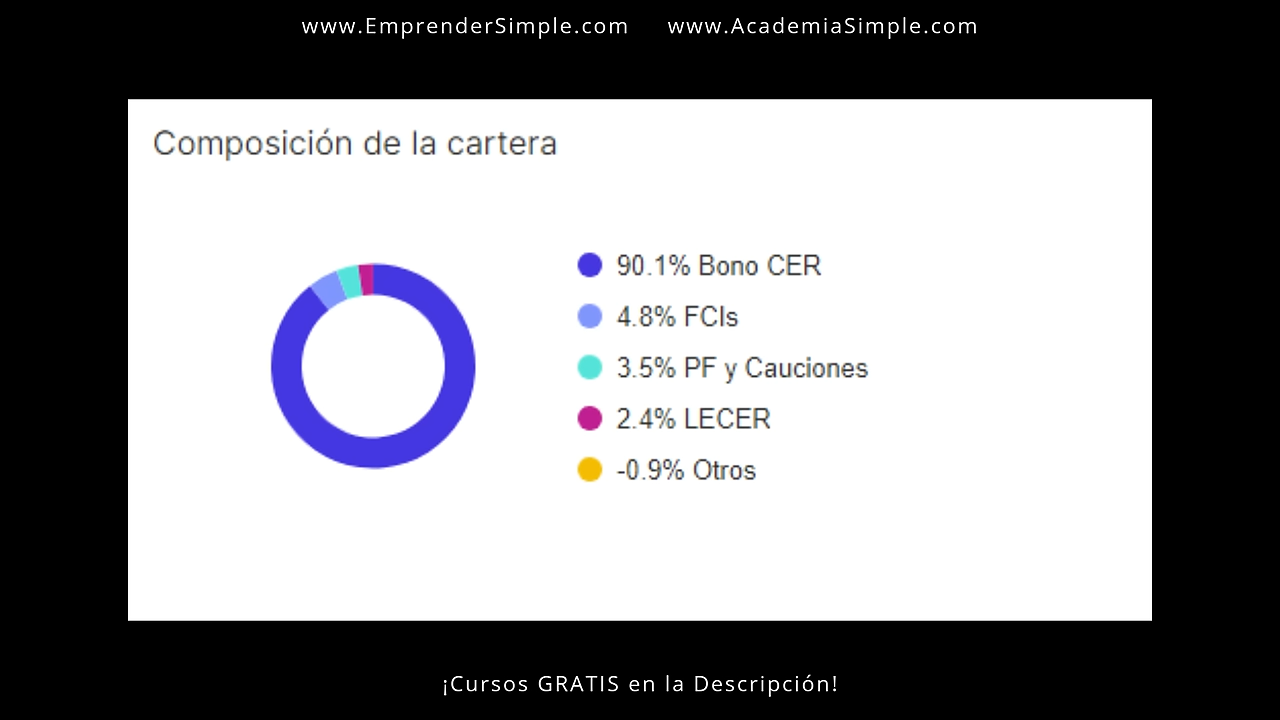 www.EmprenderSimple.com www.AcademiaSimple.com
Composición de la cartera
90.1% Bono CER
4.8% FCIs
3.5% PF y Cauciones
2.4% LECER
-0.9% Otros
¡Cursos GRATIS en la Descripción!